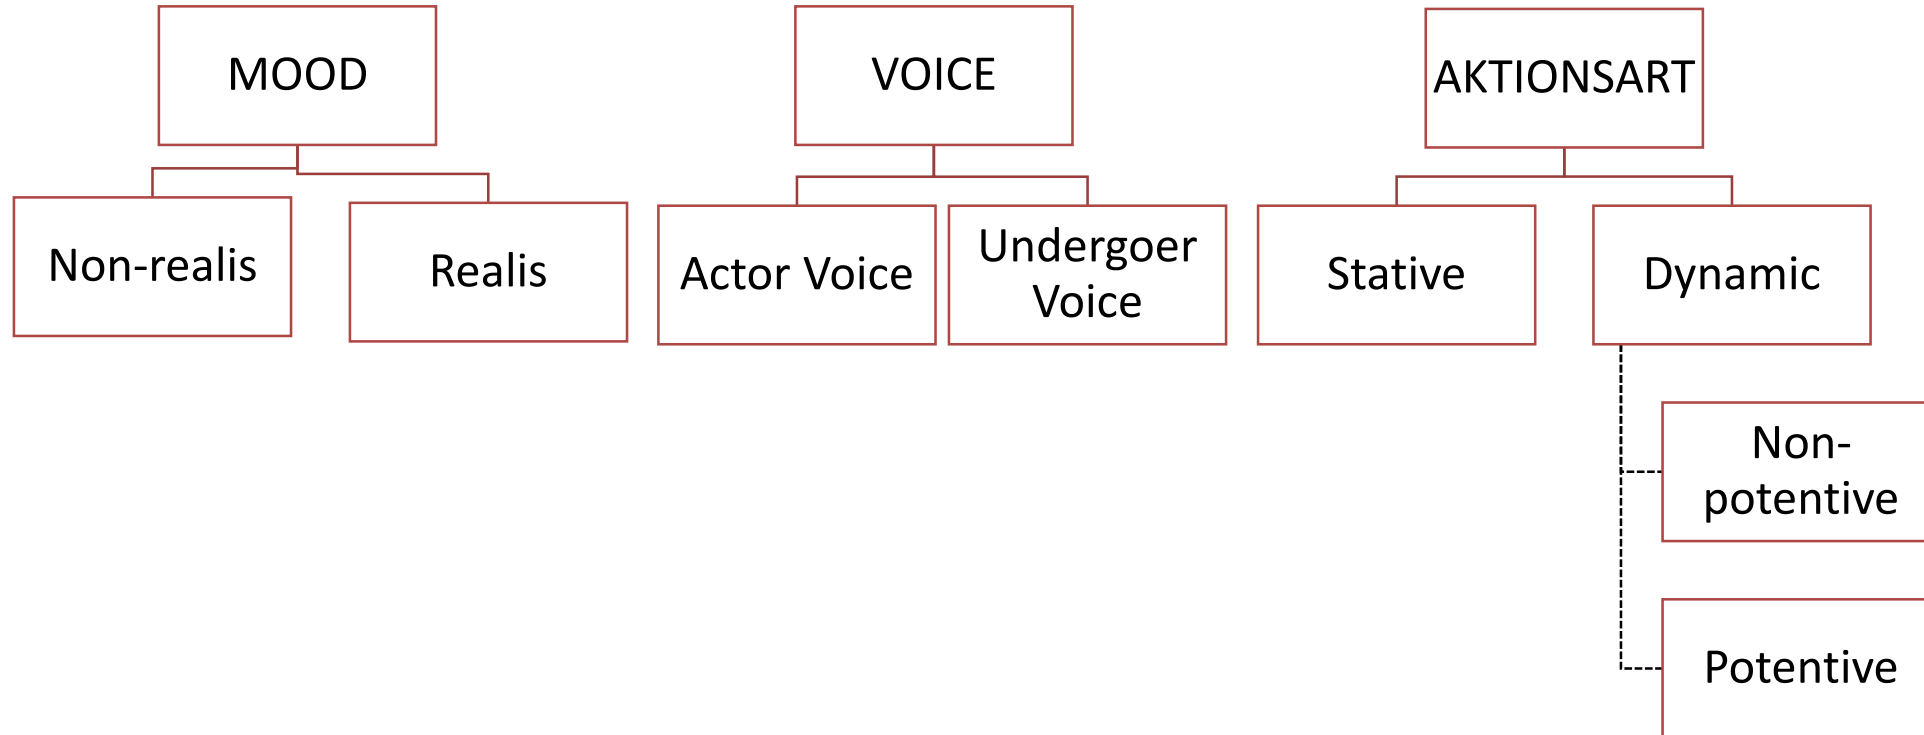 MOOD
VOICE
AKTIONSART
Non-realis
Realis
Actor Voice
Undergoer
Voice
Stative
Dynamic
Non-
potentive
Potentive